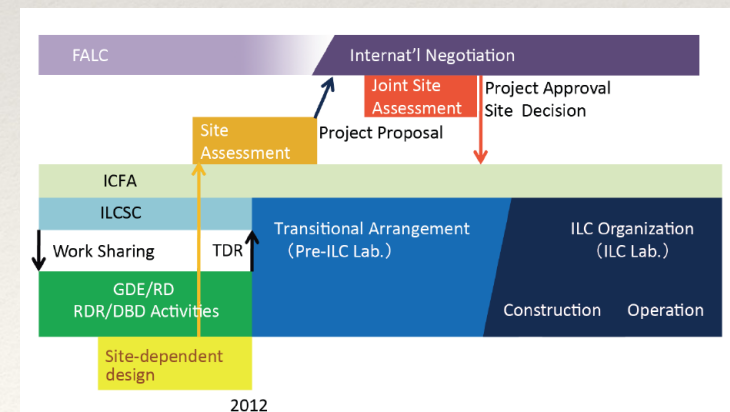 FALC
Internat’l Negotiation
Joint Site
Assessment
Project Approval
Site Decision
Site
Assessment
Project Proposal
ICFA
ILCSC
Transitional Arrangement
（Pre-ILC Lab.）
ILC Organization
（ILC Lab.）
Work Sharing
TDR
GDE/RD
RDR/DBD Activities
Construction
Operation
Site-dependent
design
2012